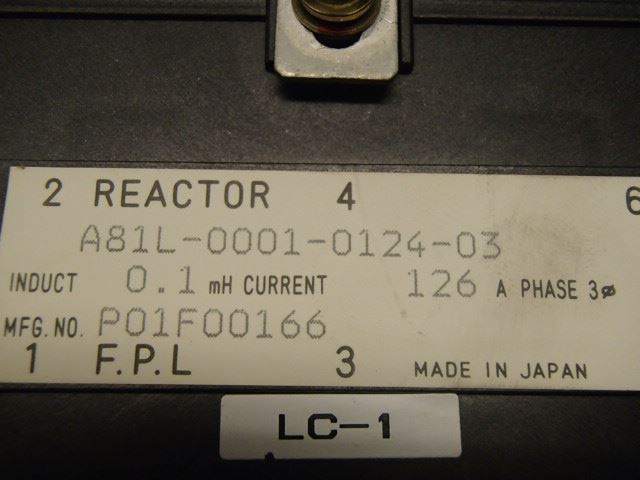 2 REACTOR 4 6
A81L-0001-0124-03
INDUCT 0.1 mH CURRENT 126 A PHASE 3ø
MFG.NO. P01F00166
1 F.P.L 3 MADE IN JAPAN
LC-1